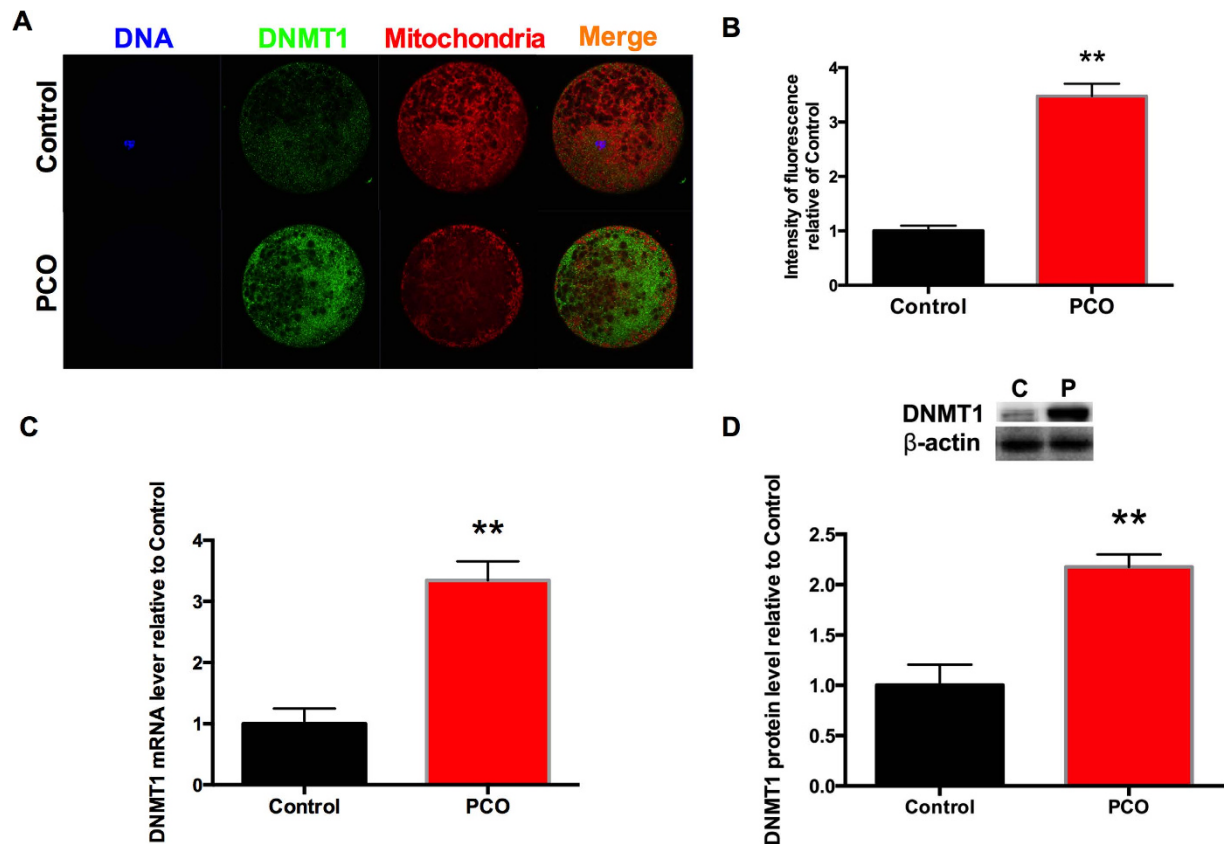 A
DNA DNMT1 Mitochondria Merge
Control
PCO
B
Intensity of fluorescence
relative of Control
4
3
2
1
0
**
Control PCO
C
DNMT1 mRNA lever relative to Control
4
3
2
1
0
**
Control PCO
D
C P
DNMT1
β-actin
DNMT1 protein level relative to Control
2.5
2.0
1.5
1.0
0.5
0.0
**
Control PCO